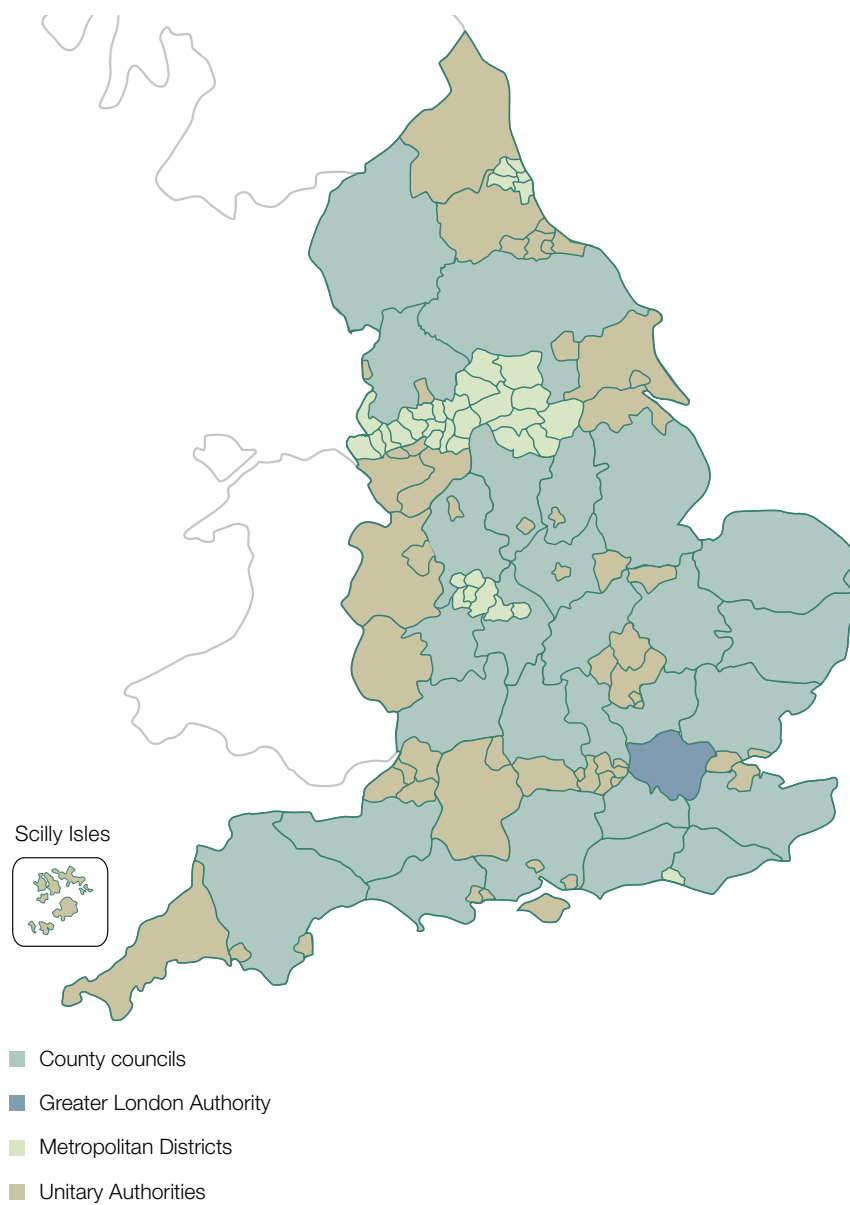 Scilly Isles
County councils
Greater London Authority
Metropolitan Districts
Unitary Authorities